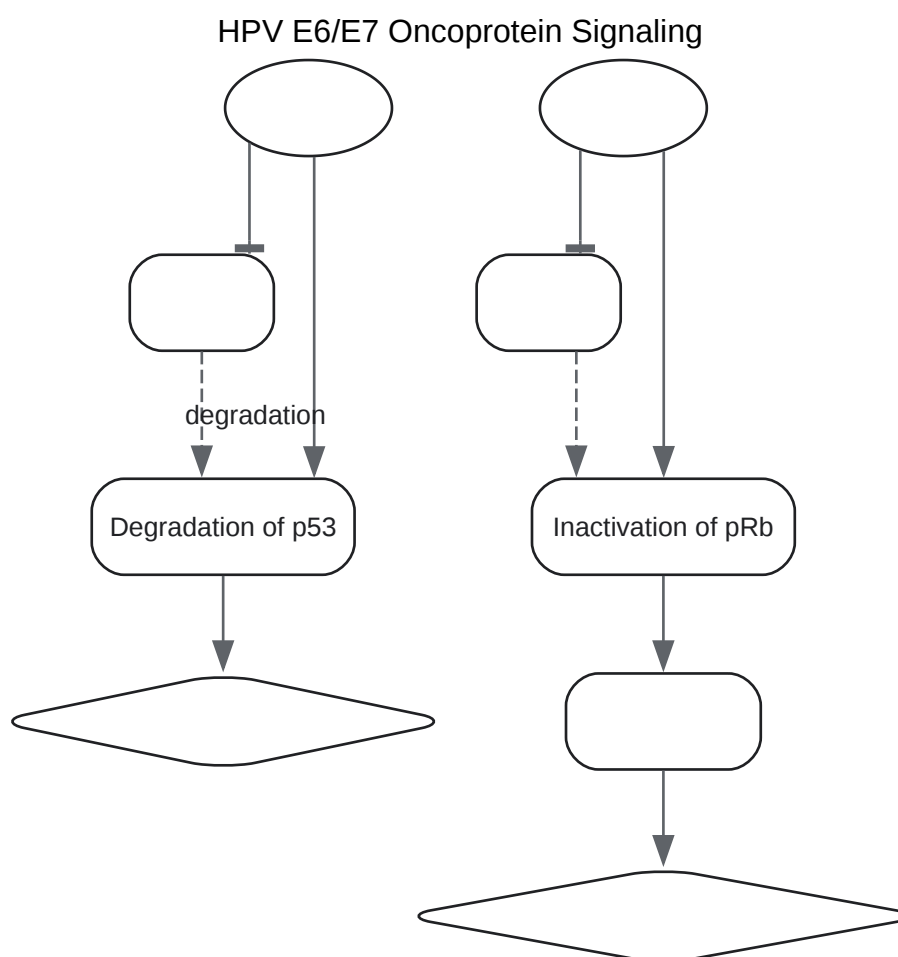 HPV E6/E7 Oncoprotein Signaling
degradation
Degradation of p53
Inactivation of pRb